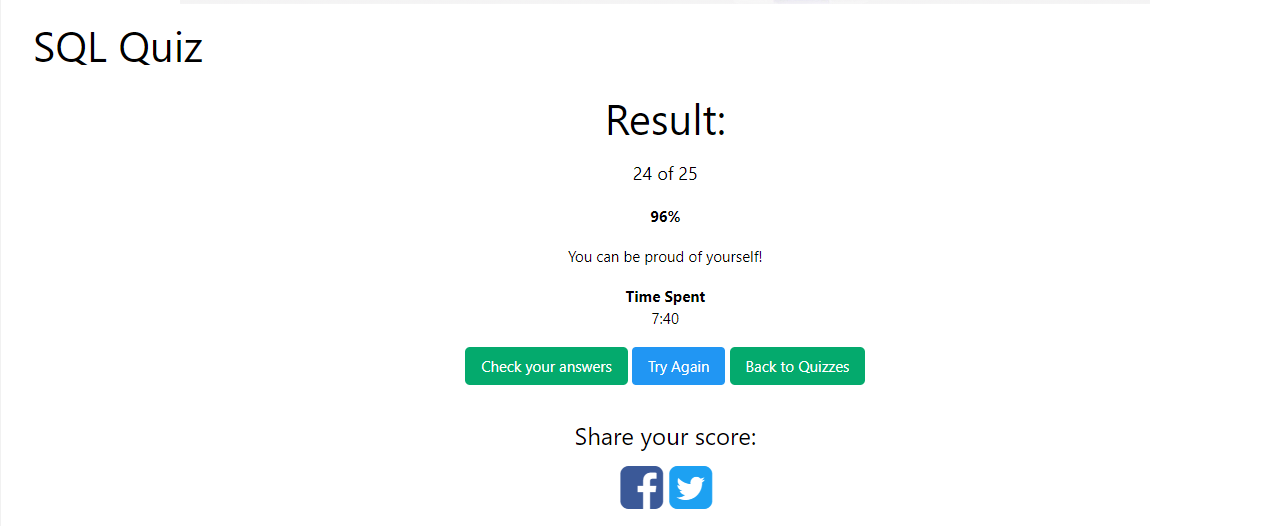 SQL Quiz
Result:
24 of 25
96%
You can be proud of yourself!
Time Spent
7:40
Check your answers Try Again Back to Quizzes
Share your score: